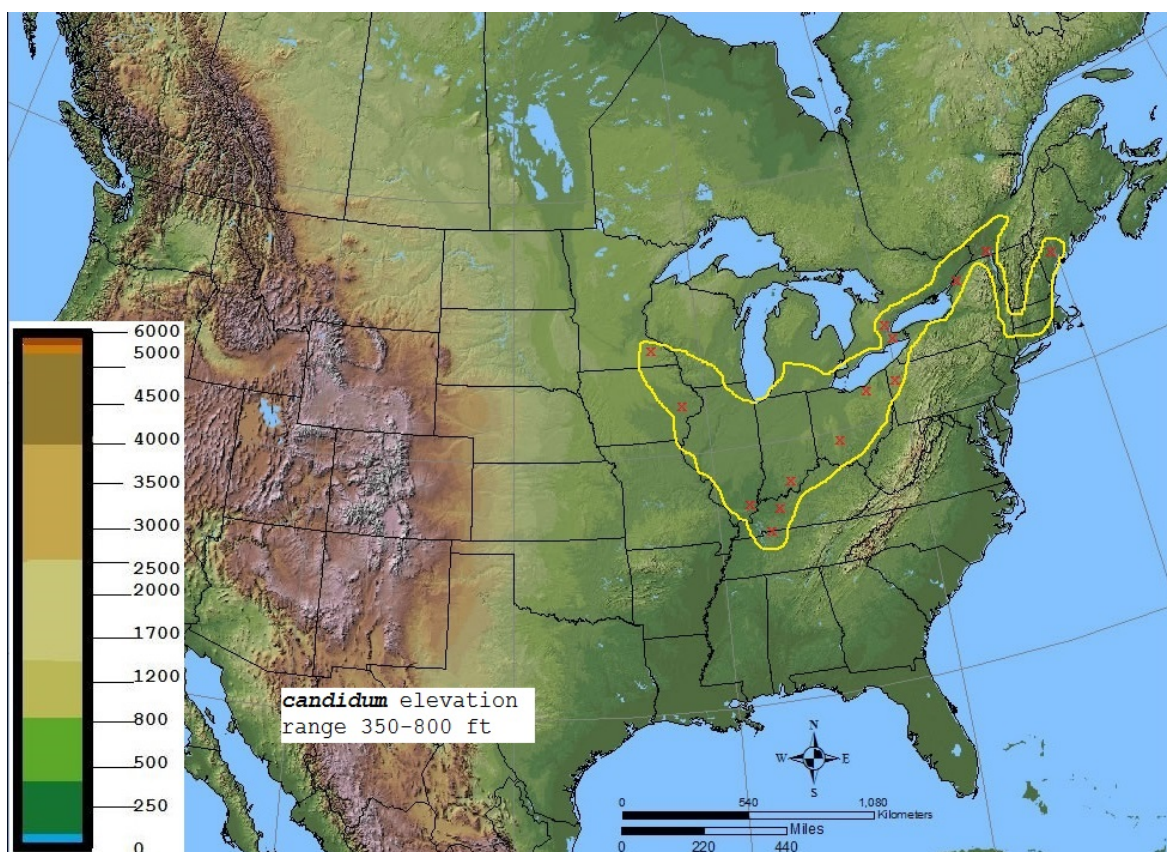 6000
5000
4500
4000
3500
3000
2500
2000
1700
1200
800
500
250
0
candidum elevation
range 350-800 ft
N
W E
S
0 540 1,080
Kilometers
Miles
0 220 440
x
x
x
x
x
x
x
x
x
x
x
x
x
x